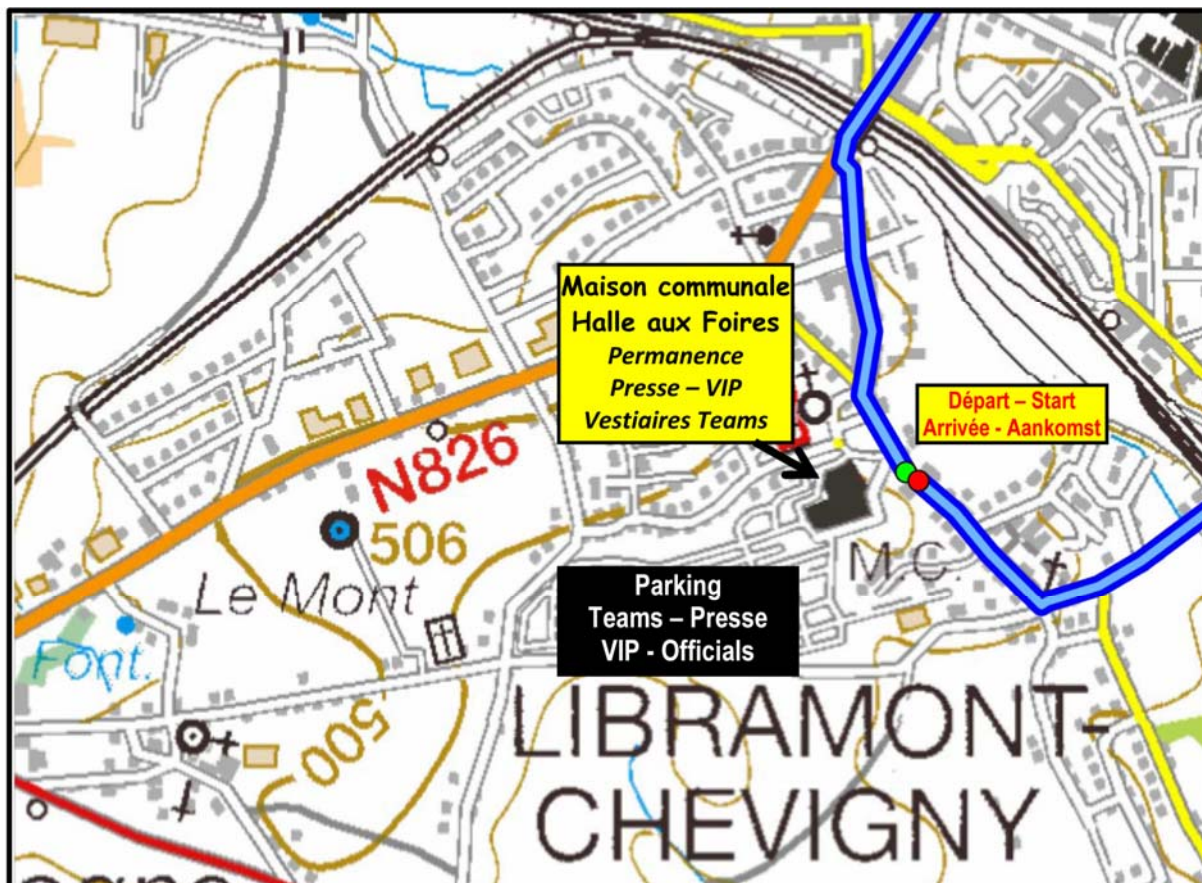 Maison communale
Halle aux Foires
Permanence
Presse – VIP
Vestiaires Teams
Départ – Start
Arrivée - Aankomst
N826
506
Le Mont
M.C.
Parking
Teams – Presse
VIP - Officials
Font.
LIBRAMONT-
CHEVIGNY
500